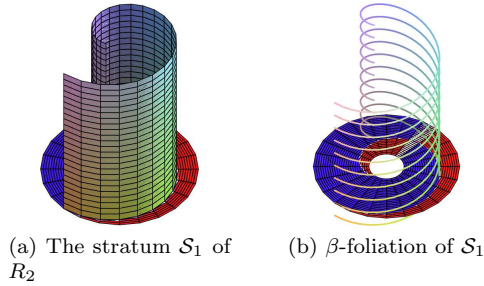 (a) The stratum 𝒮₁ of
R₂
(b) β-foliation of 𝒮₁